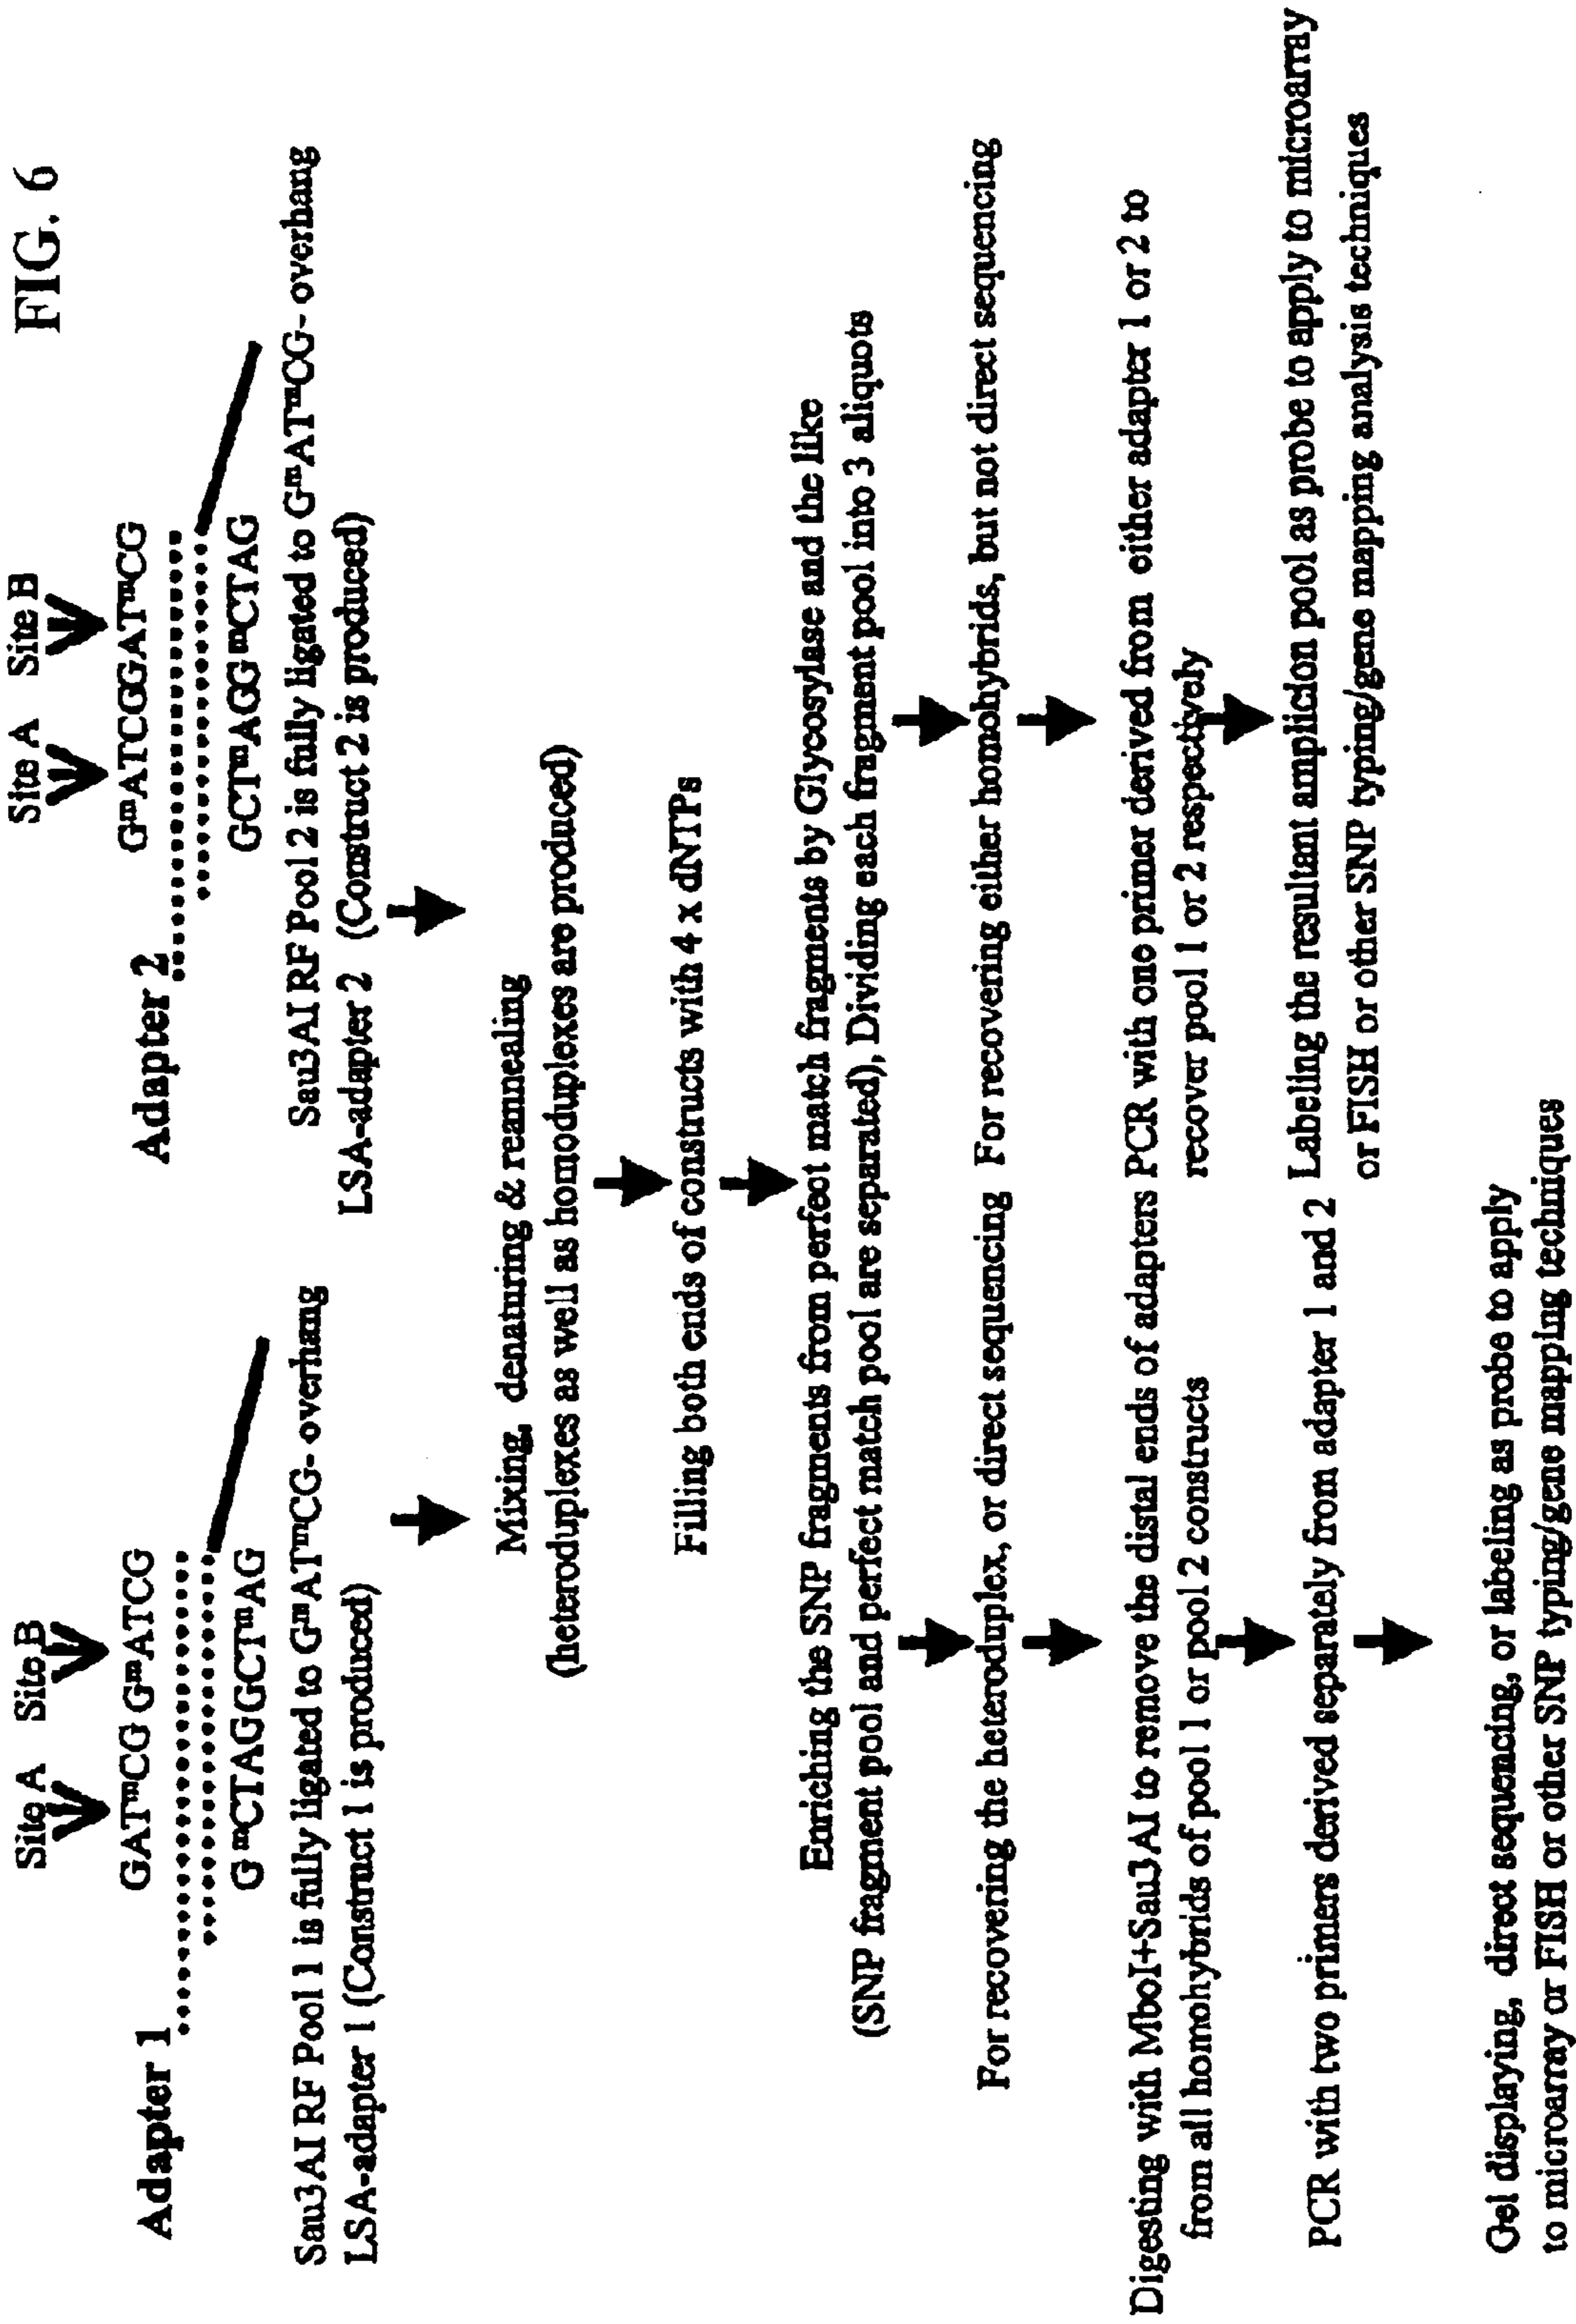 FIG. 6
Site A Site B
Site A Site B
GATᵐCG GᵐATCG
GᵐATCGGATᵐCG
Adapter 1
Adapter 2
GᵐCTAGGCTᵐAG
GCTᵐAGGᵐCTAG
Sau3AI RF Pool 1 is fully ligated to GᵐATᵐCG- overhang
LSA-adapter 1 (Construct 1 is produced)
Sau3AI RF Pool 2 is fully ligated to GᵐATᵐCG- overhang
LSA-adapter 2 (Construct 2 is produced)
Mixing, denaturing & reannealing
(heteroduplexes as well as homoduplexes are produced)
Filling both ends of constructs with 4 x dNTPs
Enriching the SNP fragments from perfect match fragments by Glycosylase and the like
(SNP fragment pool and perfect match pool are separated), Dividing each fragment pool into 3 aliquots
For recovering the heteroduplex, or direct sequencing
For recovering either homohybrids, but not direct sequencing
Digesting with MboI+Sau3AI to remove the distal ends of adapters
from all homohybrids of pool 1 or pool 2 constructs
PCR with one primer derived from either adapter 1 or 2 to
recover pool 1 or 2 respectively
PCR with two primers derived separately from adapter 1 and 2
Labeling the resultant amplicion pool as probe to apply to microarray
or FISH or other SNP typing/gene mapping analysis techniques
Gel displaying, direct sequencing, or labeling as probe to apply
to microarray or FISH or other SNP typing/gene mapping techniques